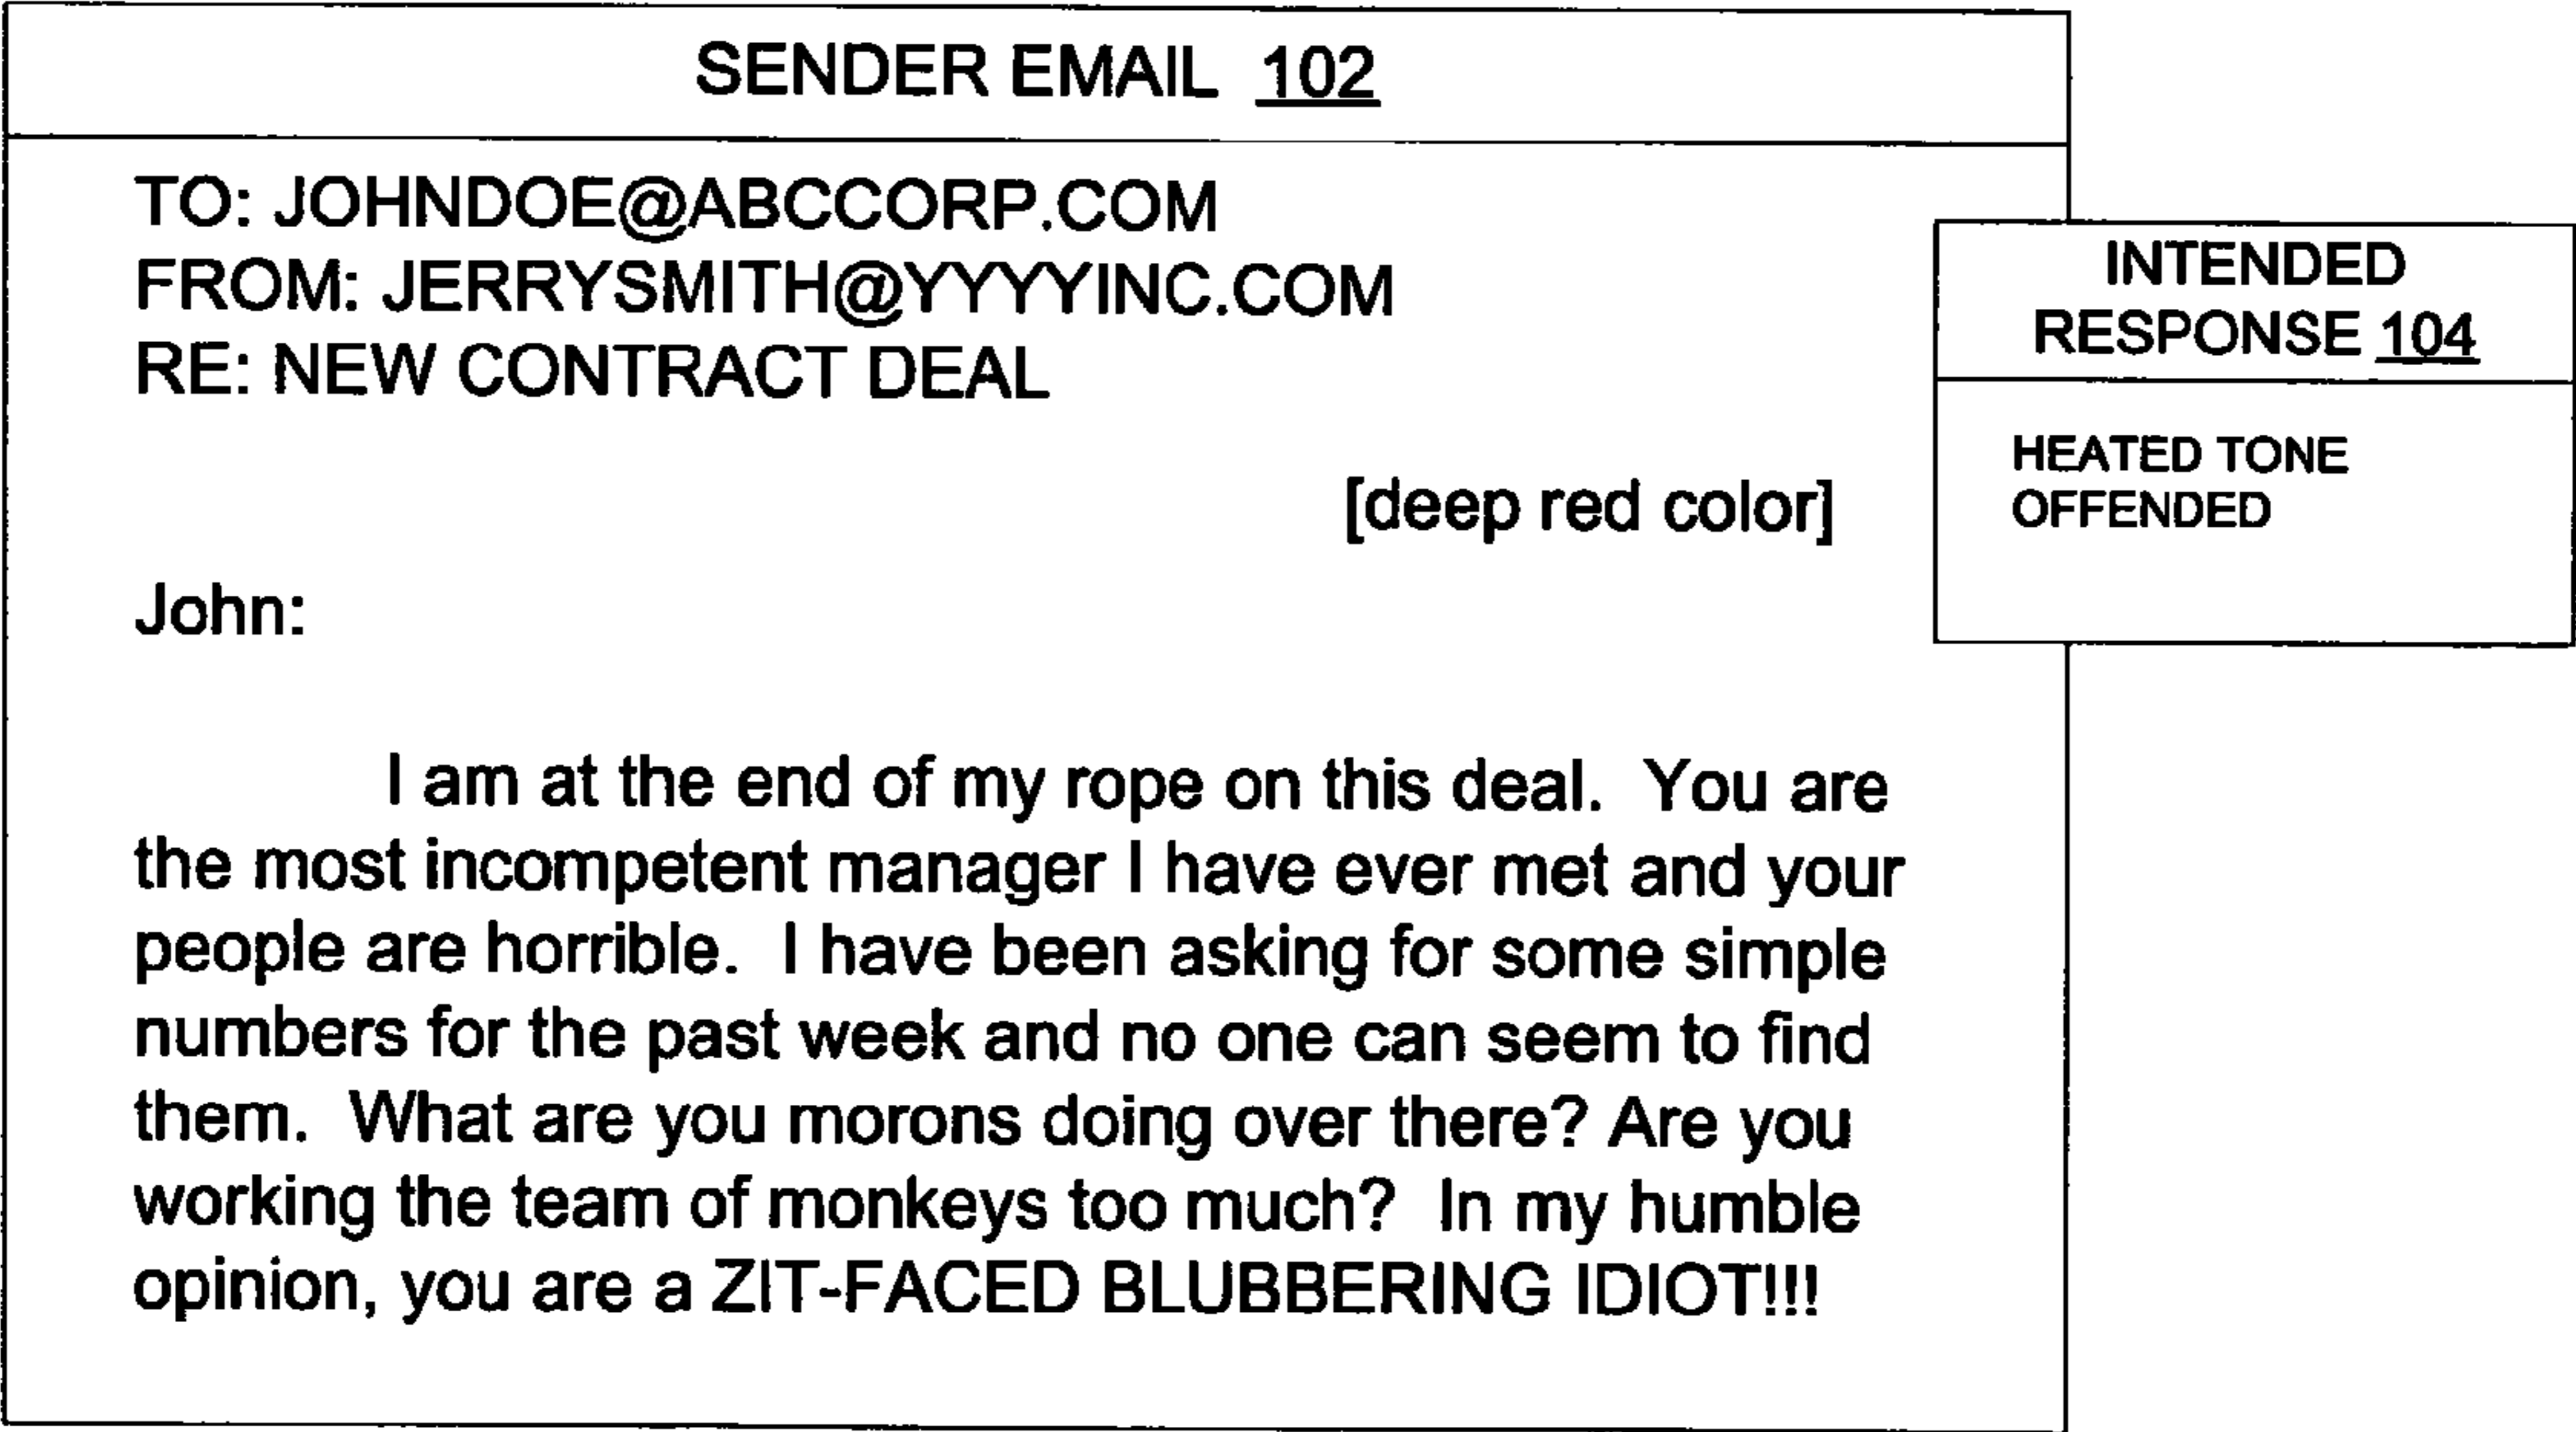 SENDER EMAIL 102
TO: JOHNDOE@ABCCORP.COM
FROM: JERRYSMITH@YYYYINC.COM
RE: NEW CONTRACT DEAL
INTENDED
RESPONSE 104
HEATED TONE
OFFENDED
[deep red color]
John:
I am at the end of my rope on this deal. You are
the most incompetent manager I have ever met and your
people are horrible. I have been asking for some simple
numbers for the past week and no one can seem to find
them. What are you morons doing over there? Are you
working the team of monkeys too much? In my humble
opinion, you are a ZIT-FACED BLUBBERING IDIOT!!!